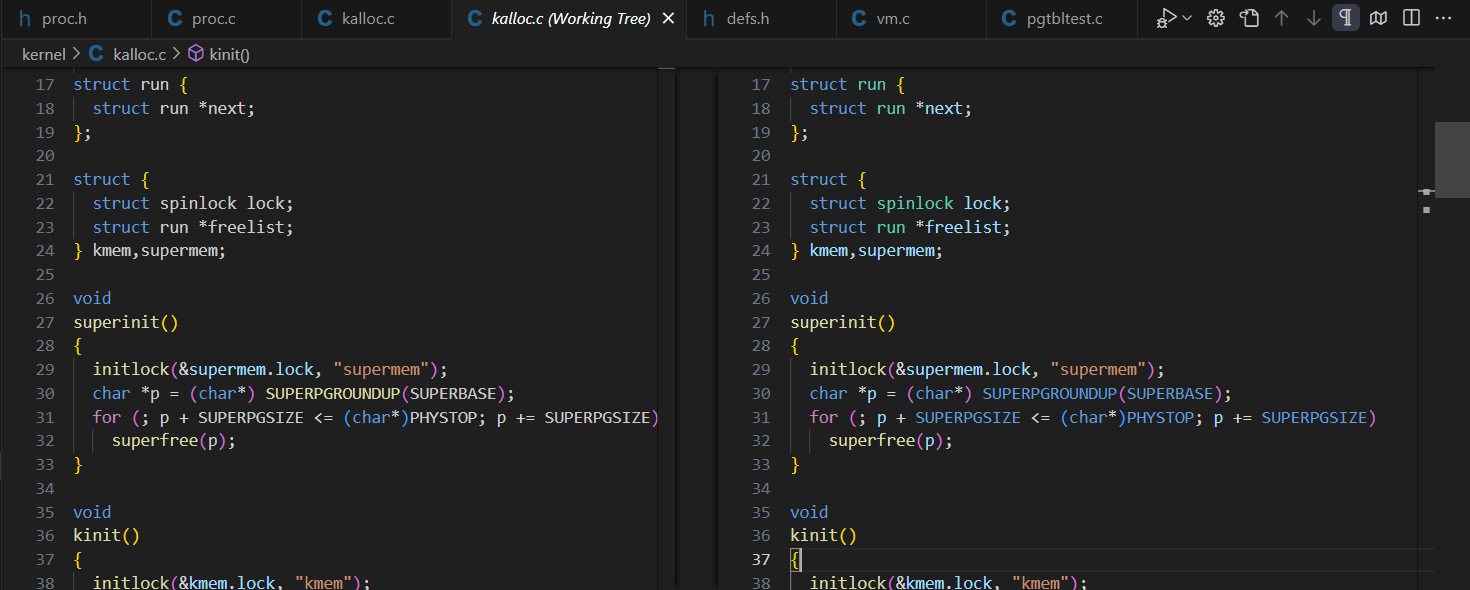 h proc.h C proc.c C kalloc.c C kalloc.c (Working Tree) h defs.h C vm.c C pgtbltest.c
kernel > C kalloc.c > kinit()
17 struct run {
18 struct run *next;
19 };
20
21 struct {
22 struct spinlock lock;
23 struct run *freelist;
24 } kmem,supermem;
25
26 void
27 superinit()
28 {
29 initlock(&supermem.lock, "supermem");
30 char *p = (char*) SUPERPGROUNDUP(SUPERBASE);
31 for (; p + SUPERPGSIZE <= (char*)PHYSTOP; p += SUPERPGSIZE)
32 superfree(p);
33 }
34
35 void
36 kinit()
37 {
38 initlock(&kmem.lock, "kmem");
17 struct run {
18 struct run *next;
19 };
20
21 struct {
22 struct spinlock lock;
23 struct run *freelist;
24 } kmem,supermem;
25
26 void
27 superinit()
28 {
29 initlock(&supermem.lock, "supermem");
30 char *p = (char*) SUPERPGROUNDUP(SUPERBASE);
31 for (; p + SUPERPGSIZE <= (char*)PHYSTOP; p += SUPERPGSIZE)
32 superfree(p);
33 }
34
35 void
36 kinit()
37 {
38 initlock(&kmem.lock, "kmem");